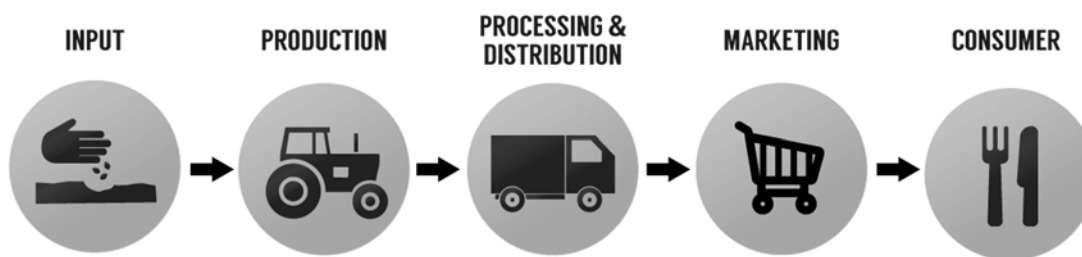 INPUT
PRODUCTION
PROCESSING &
DISTRIBUTION
MARKETING
CONSUMER